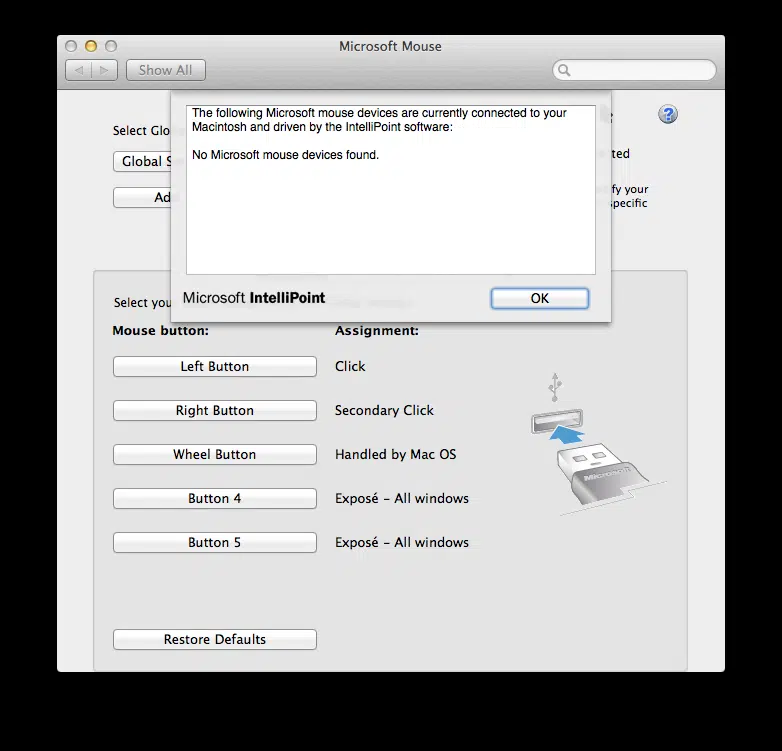 Microsoft Mouse
Show All
The following Microsoft mouse devices are currently connected to your
Macintosh and driven by the IntelliPoint software:
Select Glo
ted
No Microsoft mouse devices found.
Global S
Ad
fy your
specific
Microsoft IntelliPoint
OK
Select you
Mouse button:
Assignment:
Left Button
Click
Right Button
Secondary Click
Wheel Button
Handled by Mac OS
Button 4
Exposé – All windows
Microsoft
Button 5
Exposé – All windows
Restore Defaults